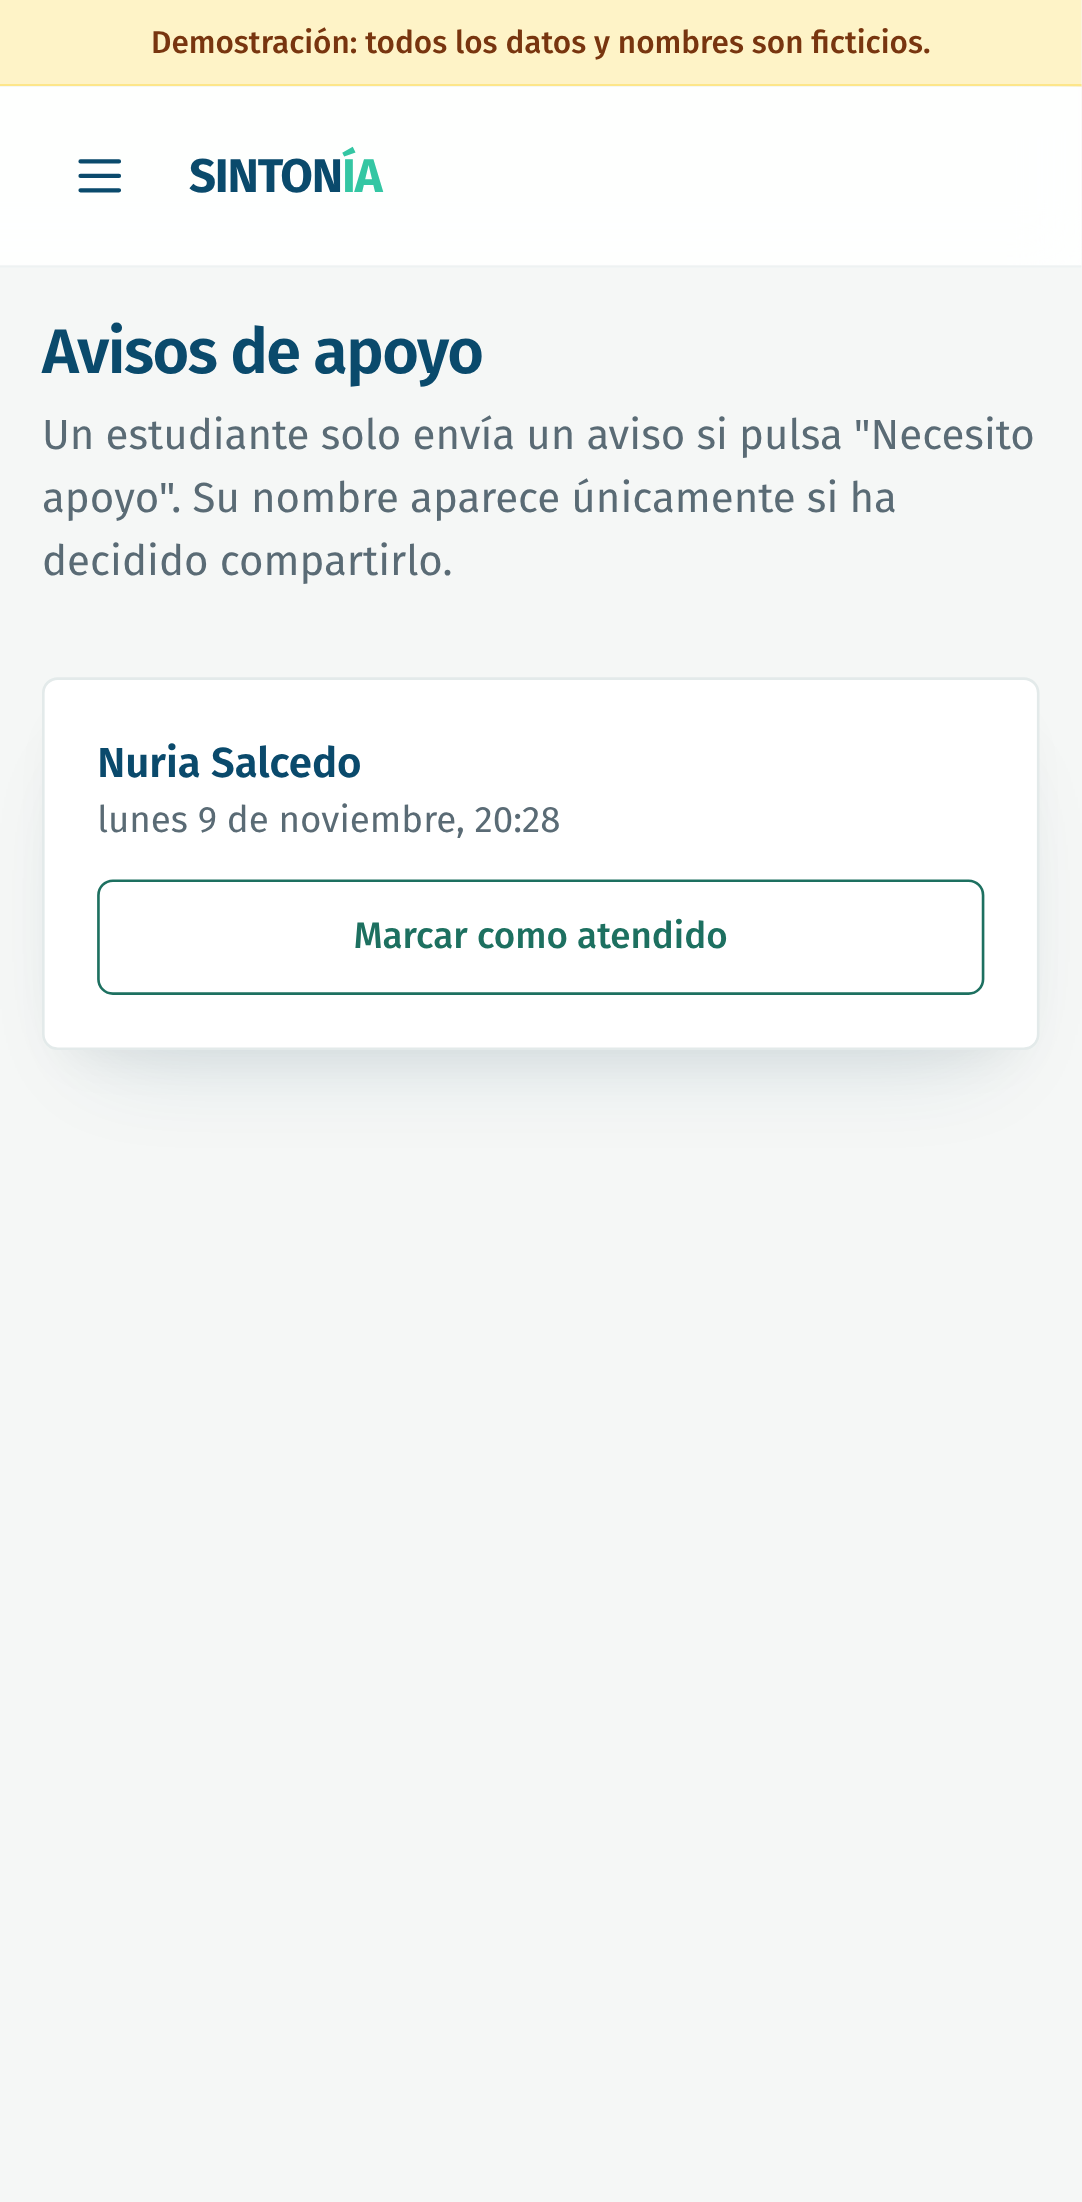 Demostración: todos los datos y nombres son ficticios.
SINTONÍA
Avisos de apoyo
Un estudiante solo envía un aviso si pulsa "Necesito
apoyo". Su nombre aparece únicamente si ha
decidido compartirlo.
Nuria Salcedo
lunes 9 de noviembre, 20:28
Marcar como atendido